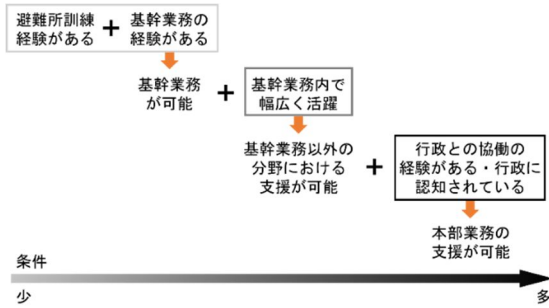 避難所訓練
経験がある
+
基幹業務の
経験がある
基幹業務
が可能
+
基幹業務内で
幅広く活躍
基幹業務以外の
分野における
支援が可能
+
行政との協働の
経験がある・行政に
認知されている
本部業務の
支援が可能
条件
少
多